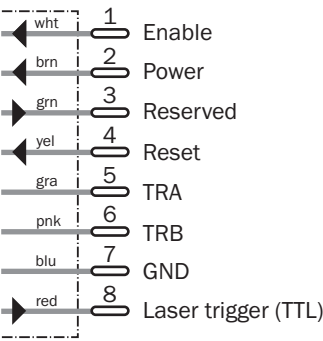 wht 1 Enable
brn 2 Power
grn 3 Reserved
yel 4 Reset
gra 5 TRA
pnk 6 TRB
blu 7 GND
red 8 Laser trigger (TTL)